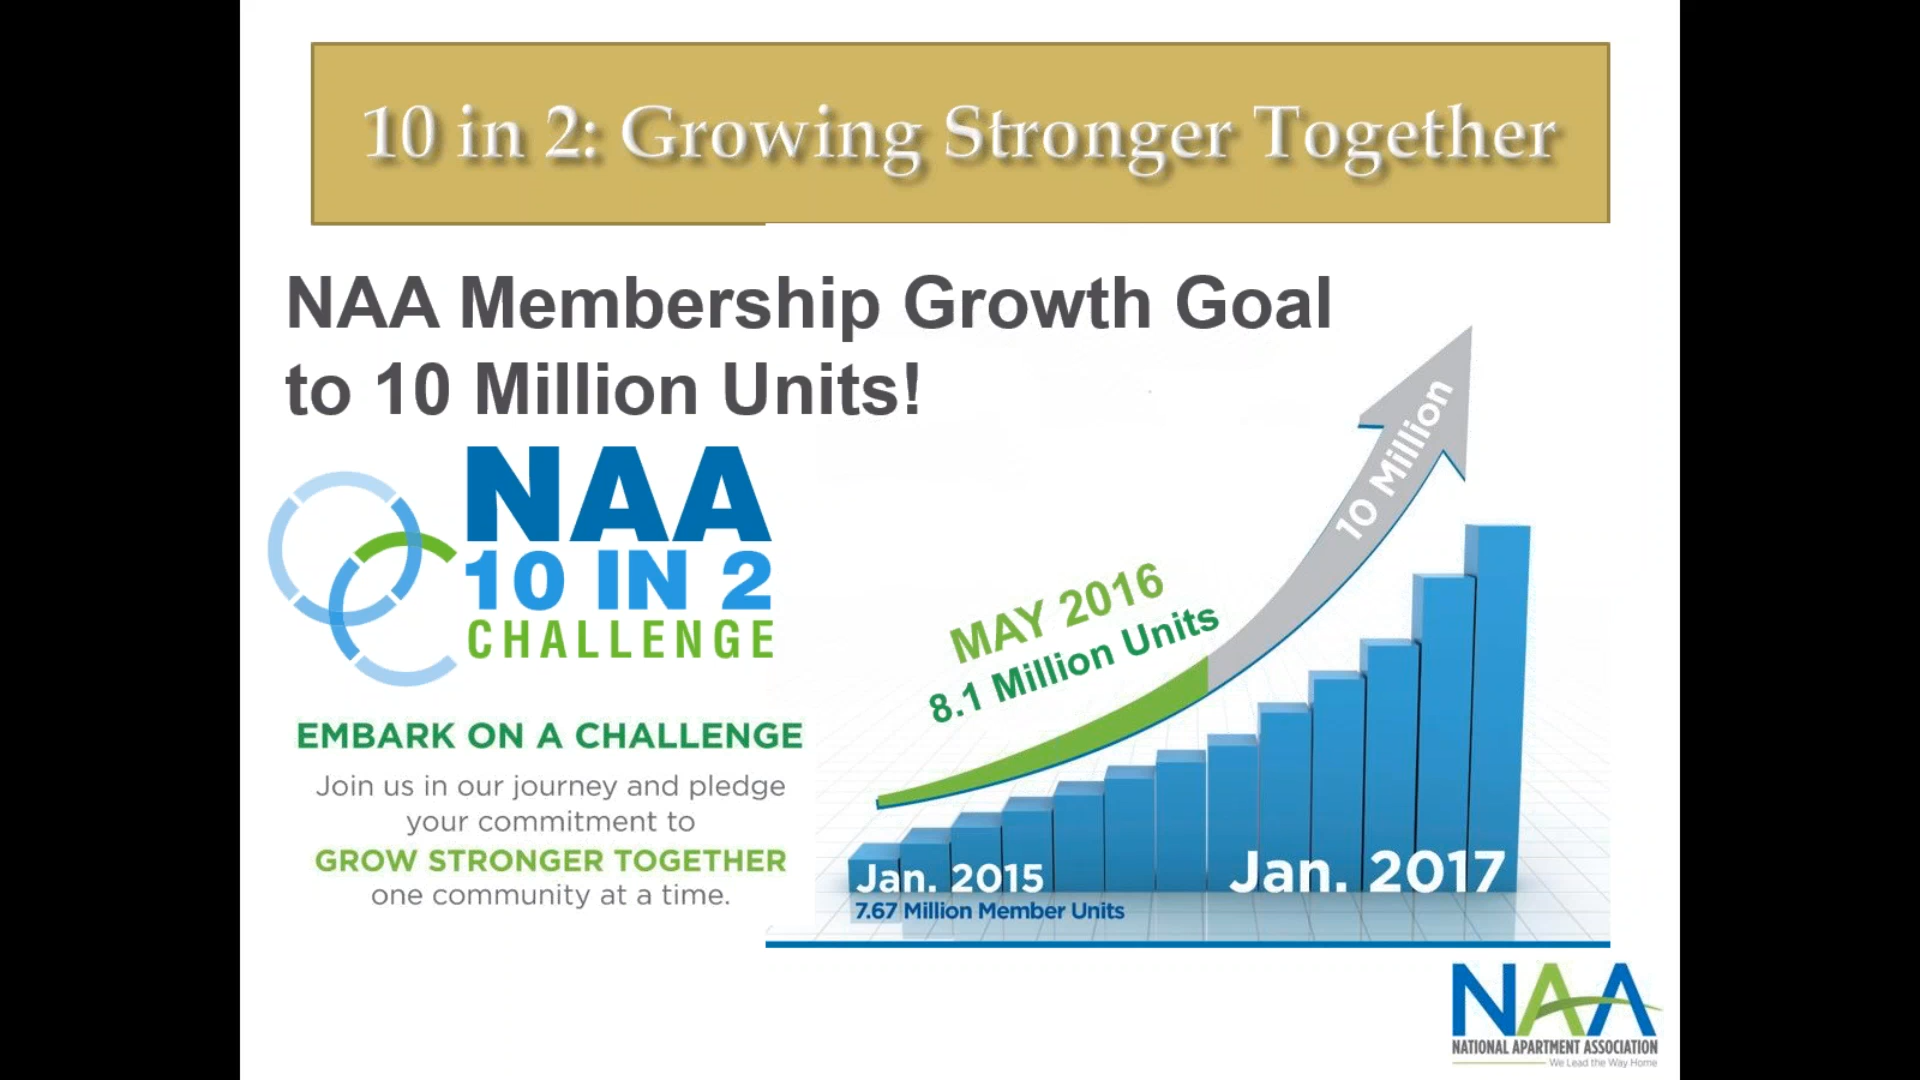 10 in 2: Growing Stronger Together
NAA Membership Growth Goal
to 10 Million Units!
NAA
10 IN 2
CHALLENGE
EMBARK ON A CHALLENGE
Join us in our journey and pledge
your commitment to
GROW STRONGER TOGETHER
one community at a time.
10 Million
MAY 2016
8.1 Million Units
Jan. 2015
7.67 Million Member Units
Jan. 2017
NAA
NATIONAL APARTMENT ASSOCIATION
We Lead the Way Home